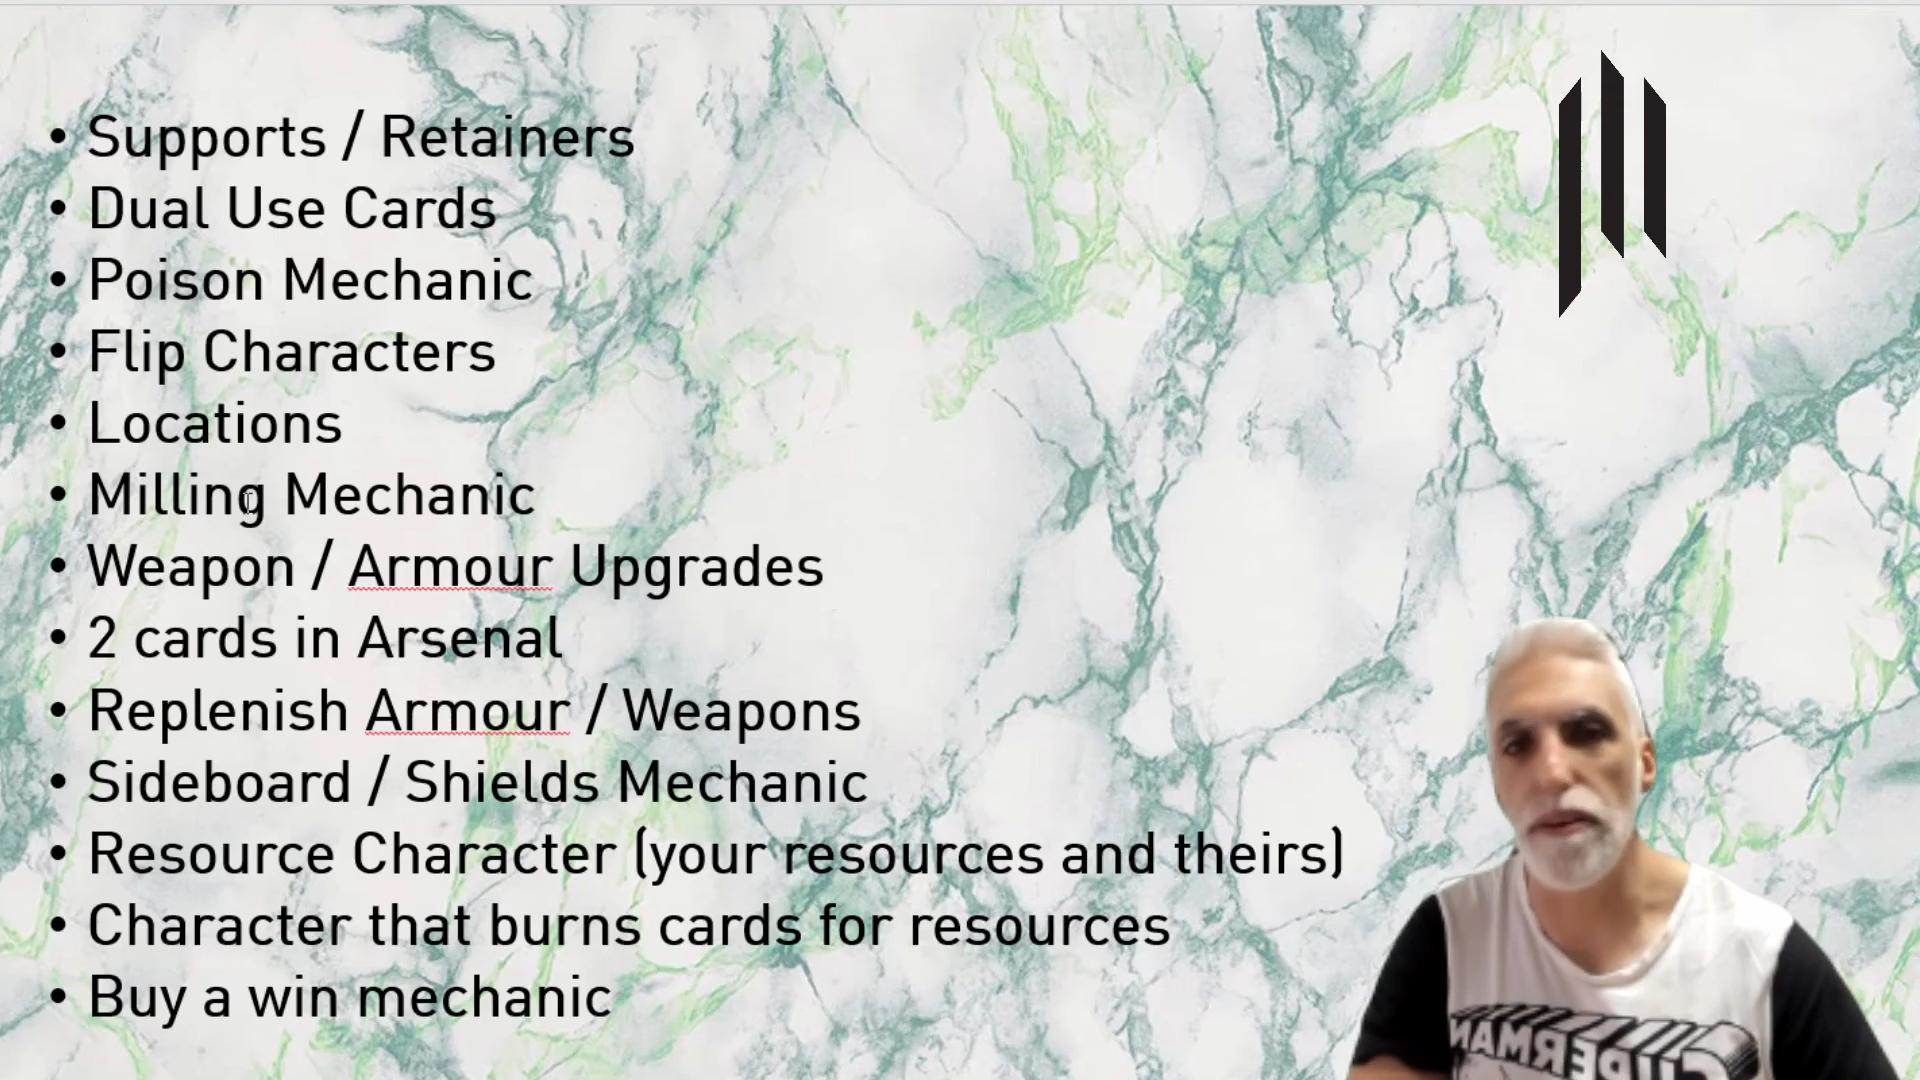 • Supports / Retainers
• Dual Use Cards
• Poison Mechanic
• Flip Characters
• Locations
• Milling Mechanic
• Weapon / Armour Upgrades
• 2 cards in Arsenal
• Replenish Armour / Weapons
• Sideboard / Shields Mechanic
• Resource Character (your resources and theirs)
• Character that burns cards for resources
• Buy a win mechanic
SUPERMAN